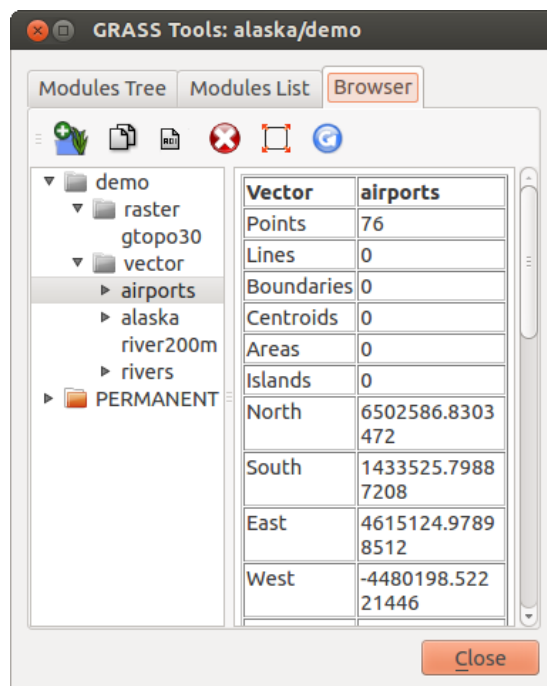 GRASS Tools: alaska/demo
Modules Tree Modules List Browser
demo
raster
gtopo30
vector
airports
alaska
river200m
rivers
PERMANENT
Vector airports
Points 76
Lines 0
Boundaries 0
Centroids 0
Areas 0
Islands 0
North 6502586.8303
472
South 1433525.7988
7208
East 4615124.9789
8512
West -4480198.522
21446
Close